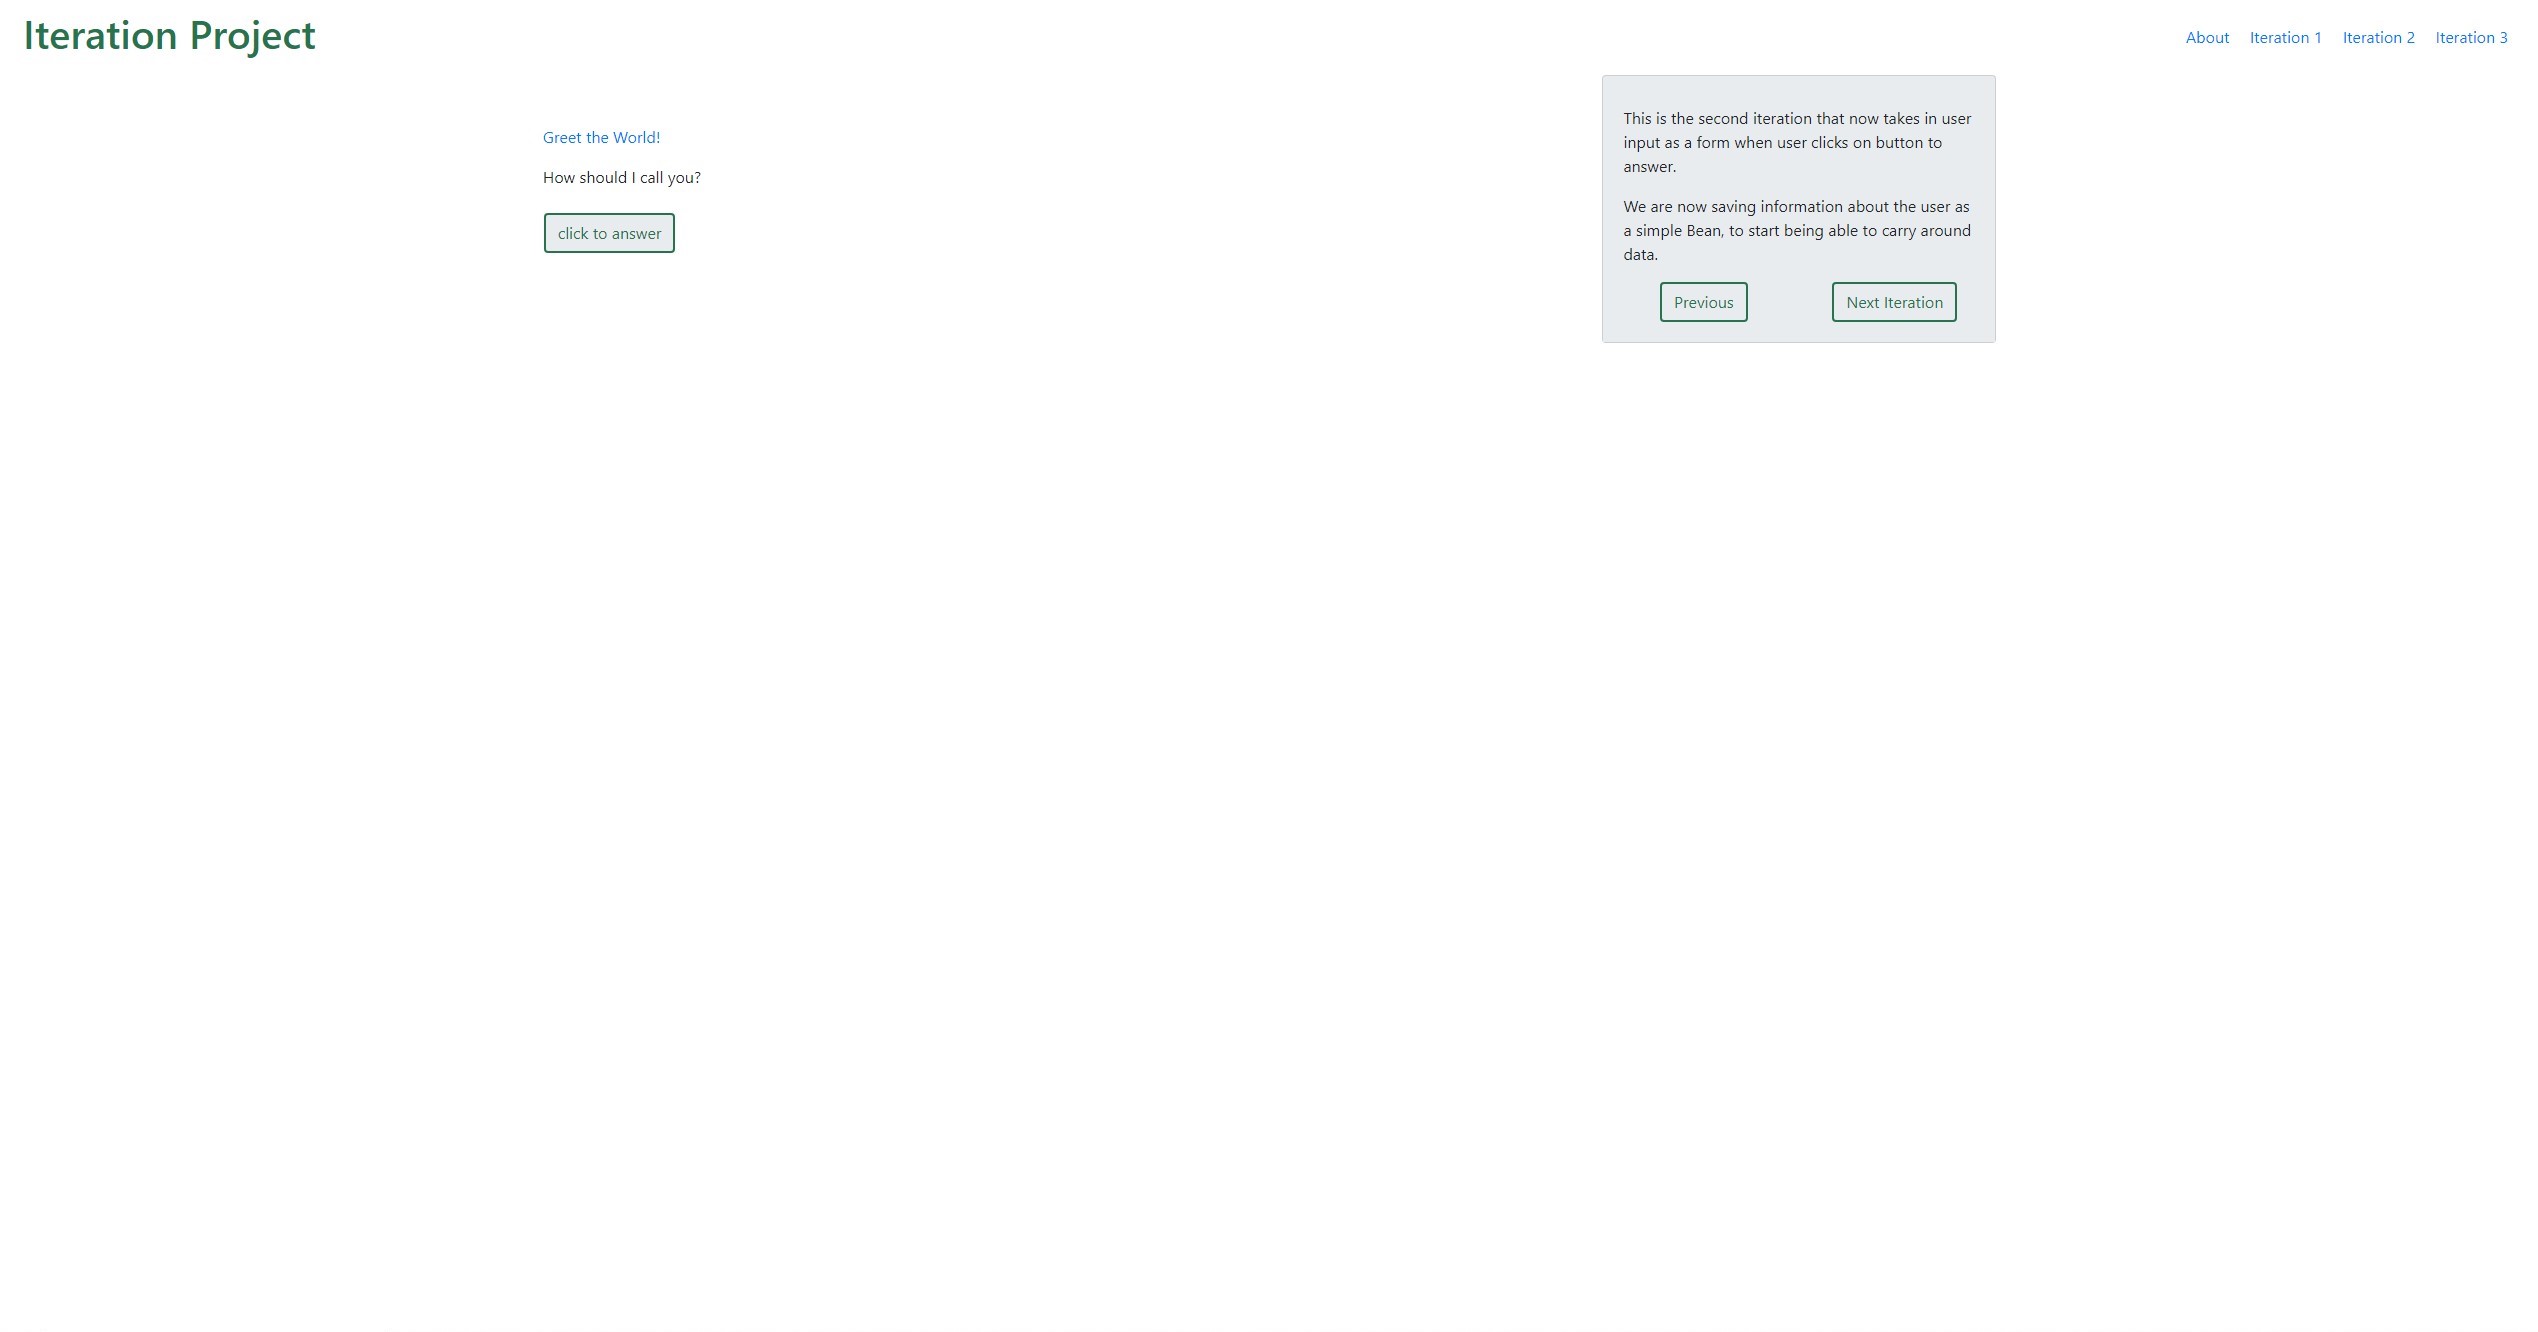 Iteration Project
About Iteration 1 Iteration 2 Iteration 3
Greet the World!
How should I call you?
click to answer
This is the second iteration that now takes in user
input as a form when user clicks on button to
answer.
We are now saving information about the user as
a simple Bean, to start being able to carry around
data.
Previous Next Iteration